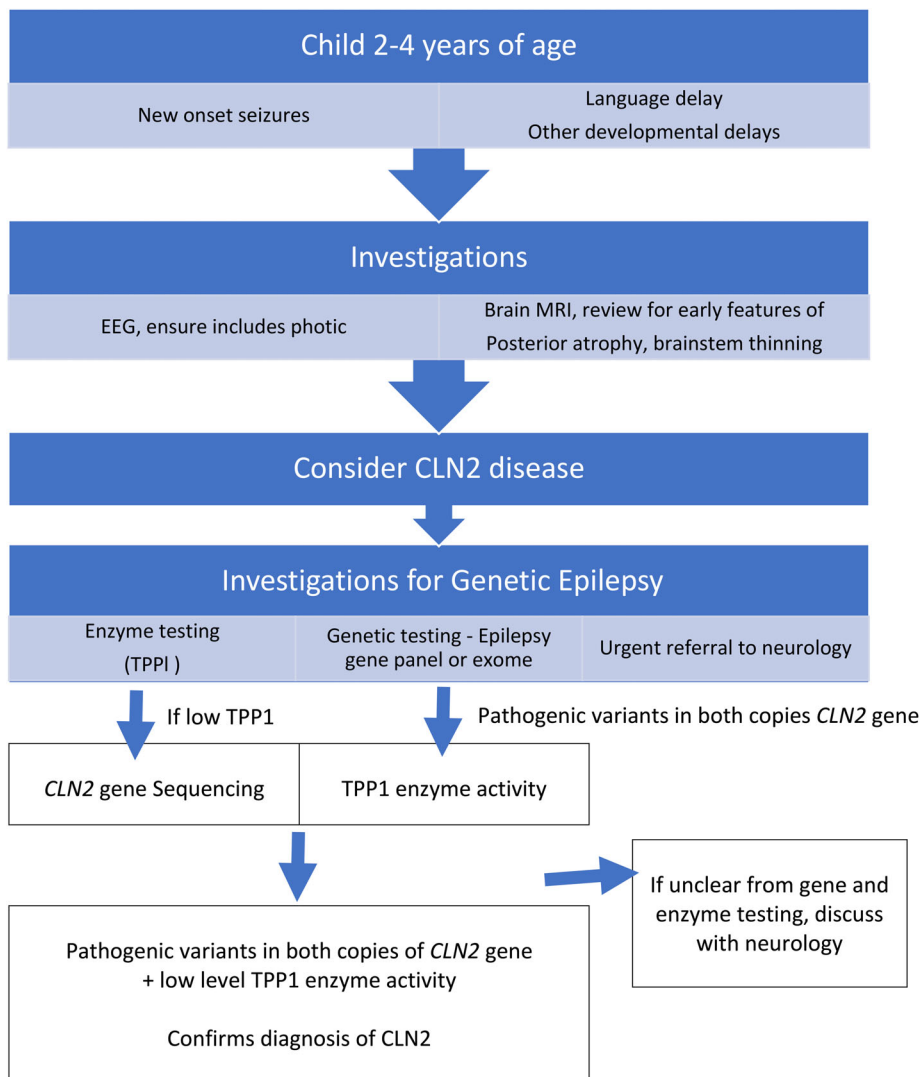 Child 2-4 years of age
New onset seizures
Language delay
Other developmental delays
Investigations
EEG, ensure includes photic
Brain MRI, review for early features of
Posterior atrophy, brainstem thinning
Consider CLN2 disease
Investigations for Genetic Epilepsy
Enzyme testing
(TPPI )
Genetic testing - Epilepsy
gene panel or exome
Urgent referral to neurology
If low TPP1
Pathogenic variants in both copies CLN2 gene
CLN2 gene Sequencing
TPP1 enzyme activity
If unclear from gene and
enzyme testing, discuss
with neurology
Pathogenic variants in both copies of CLN2 gene
+ low level TPP1 enzyme activity
Confirms diagnosis of CLN2